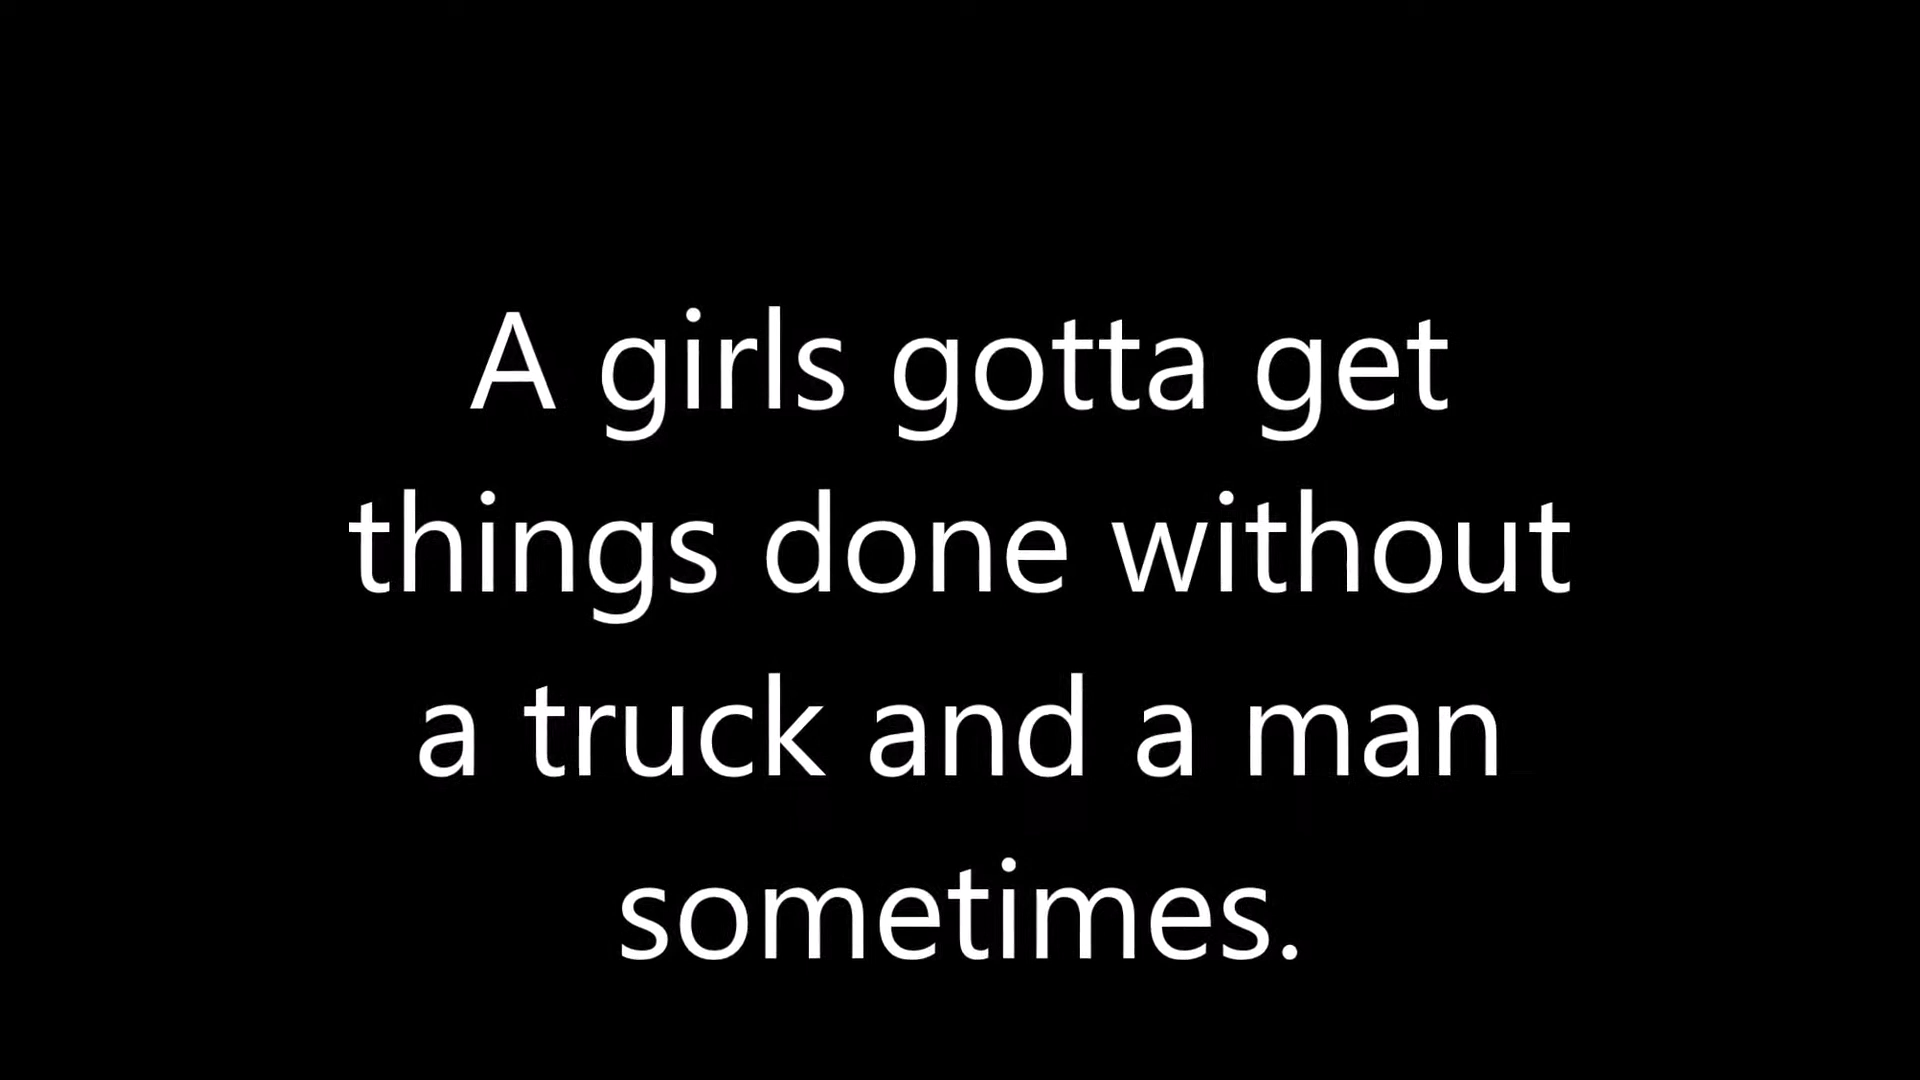 A girls gotta get
things done without
a truck and a man
sometimes.